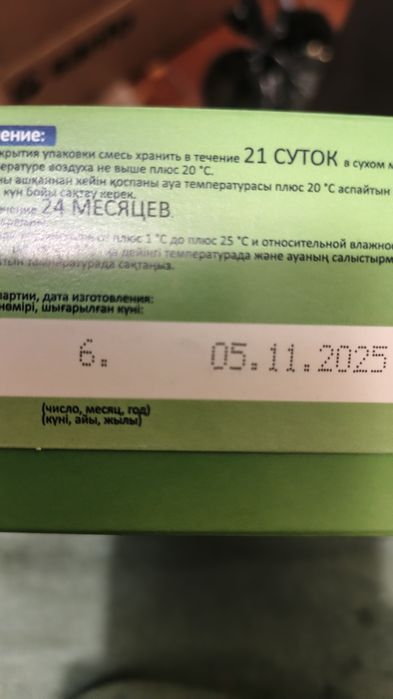 ение:
крытия упаковки смесь хранить в течение 21 СУТОК в сухом м
ературе воздуха не выше плюс 20 °С.
ны ашқаннан кейін қоспаны ауа температурасы плюс 20 °С аспайтын
күн бойы сақтау керек.
24 МЕСЯЦЕВ
плюс 1 °С до плюс 25 °С и относительной влажнос
дейінгі температурада және ауаның салыстырм
температурада сақтаңыз.
партии, дата изготовления:
нөмірі, шығарылған күні:
6. 05.11.2025
(число, месяц, год)
(күні, айы, жылы)